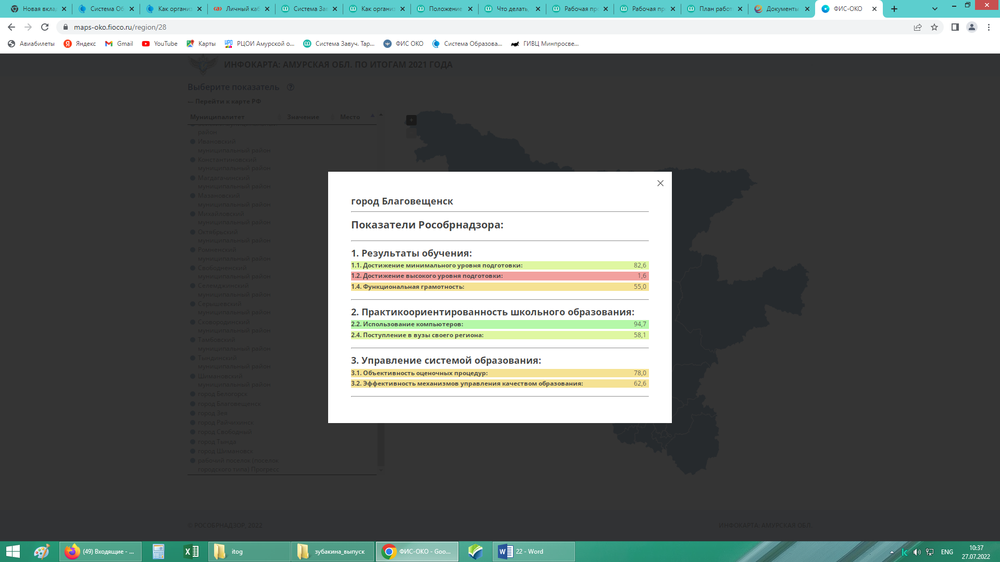 Новая вкла
Система Об
Как организ
Личный каб
Система Зав
Как организ
Положение
Что делать,
Рабочая про
Рабочая пр
План работ
Документы
ФИС-ОКО
maps-oko.fioco.ru/region/28
Авиабилеты
Яндекс
Gmail
YouTube
Карты
РЦОИ Амурской о...
Система Завуч. Тар...
ФИС ОКО
Система Образова...
ГИВЦ Минпросве...
ИНФОКАРТА: АМУРСКАЯ ОБЛ. ПО ИТОГАМ 2021 ГОДА
Выберите показатель
— Перейти к карте РФ
Муниципалитет Значение Место
район
Ивановский
муниципальный район
Константиновский
муниципальный район
Магдагачинский
муниципальный район
Мазановский
муниципальный район
Михайловский
муниципальный район
Октябрьский
муниципальный район
Ромненский
муниципальный район
Свободненский
муниципальный район
Селемджинский
муниципальный район
Серышевский
муниципальный район
Сковородинский
муниципальный район
Тамбовский
муниципальный район
Тындинский
муниципальный район
Шимановский
муниципальный район
город Белогорск
город Благовещенск
город Зея
город Райчихинск
город Свободный
город Тында
город Шимановск
рабочий поселок (поселок
городского типа) Прогресс
город Благовещенск
Показатели Рособрнадзора:
1. Результаты обучения:
1.1. Достижение минимального уровня подготовки: 82,6
1.2. Достижение высокого уровня подготовки: 1,6
1.4. Функциональная грамотность: 55,0
2. Практикоориентированность школьного образования:
2.2. Использование компьютеров: 94,7
2.4. Поступление в вузы своего региона: 58,1
3. Управление системой образования:
3.1. Объективность оценочных процедур: 78,0
3.2. Эффективность механизмов управления качеством образования: 62,6
© РОСОБРНАДЗОР, 2022
ИНФОКАРТА: АМУРСКАЯ ОБЛ.
(49) Входящие - ...
itog
зубакина_выпуск
ФИС-ОКО - Goo...
22 - Word
ENG
10:37
27.07.2022